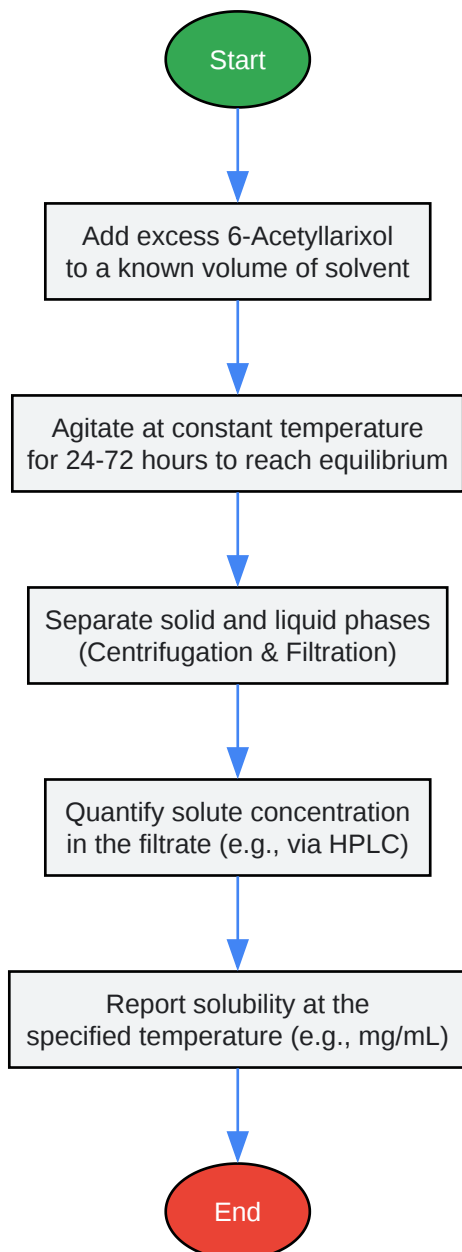 Start
Add excess 6-Acetyllarixol
to a known volume of solvent
Agitate at constant temperature
for 24-72 hours to reach equilibrium
Separate solid and liquid phases
(Centrifugation & Filtration)
Quantify solute concentration
in the filtrate (e.g., via HPLC)
Report solubility at the
specified temperature (e.g., mg/mL)
End